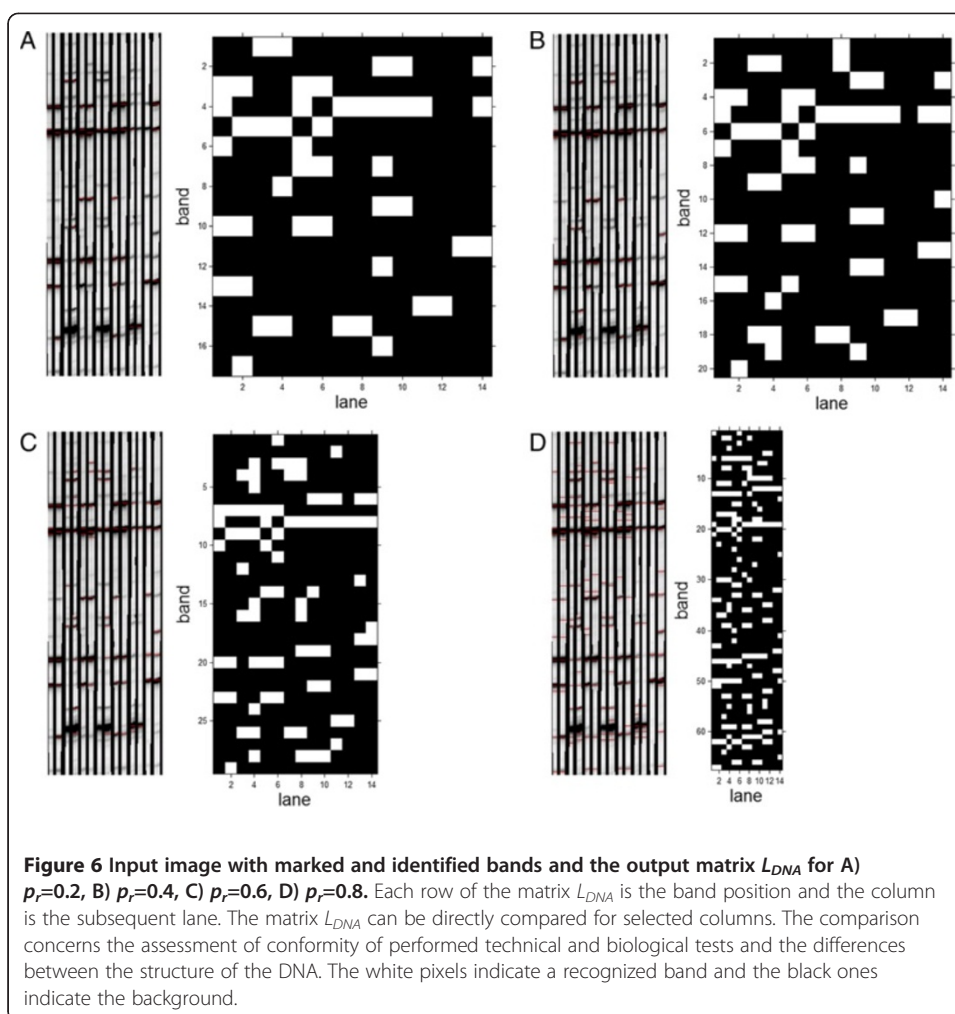 A
2
4
6
8
10
12
14
16
band
2 4 6 8 10 12 14
lane
B
2
4
6
8
10
12
14
16
18
20
band
2 4 6 8 10 12 14
lane
C
5
10
15
20
25
band
2 4 6 8 10 12 14
lane
D
10
20
30
40
50
60
band
2 4 6 8 10 12 14
lane
Figure 6 Input image with marked and identified bands and the output matrix L_DNA for A)
p_r=0.2, B) p_r=0.4, C) p_r=0.6, D) p_r=0.8. Each row of the matrix L_DNA is the band position and the column
is the subsequent lane. The matrix L_DNA can be directly compared for selected columns. The comparison
concerns the assessment of conformity of performed technical and biological tests and the differences
between the structure of the DNA. The white pixels indicate a recognized band and the black ones
indicate the background.